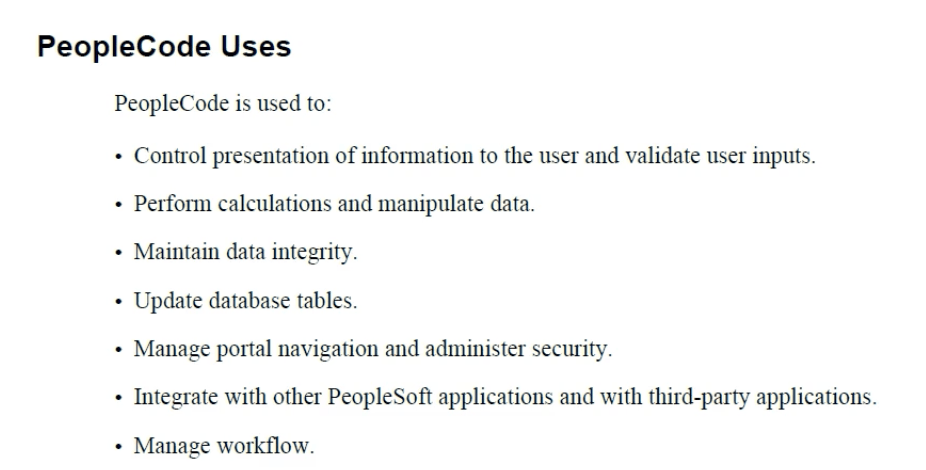 PeopleCode Uses
PeopleCode is used to:
• Control presentation of information to the user and validate user inputs.
• Perform calculations and manipulate data.
• Maintain data integrity.
• Update database tables.
• Manage portal navigation and administer security.
• Integrate with other PeopleSoft applications and with third-party applications.
• Manage workflow.